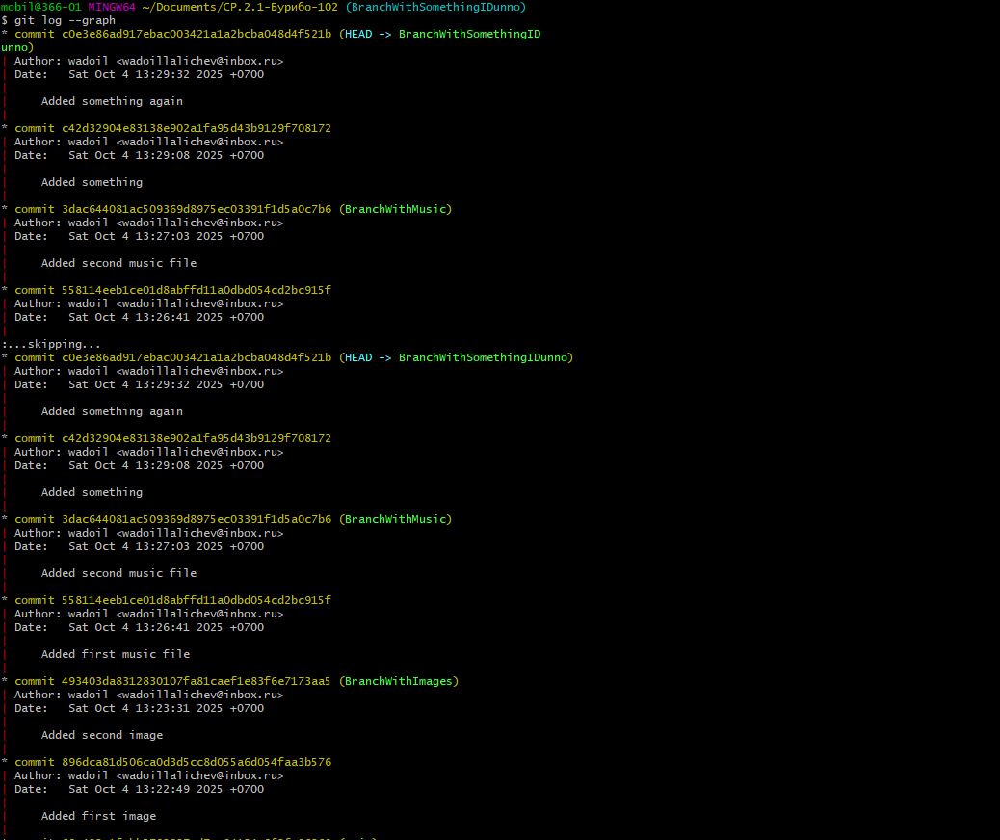 mobil@366-01 MINGW64 ~/Documents/CP.2.1-Бурибо-102 (BranchWithSomethingIDunno)
$ git log --graph
* commit c0e3e86ad917ebac003421a1a2bcba048d4f521b (HEAD -> BranchWithSomethingID
unno)
| Author: wadoil <wadoillalichev@inbox.ru>
| Date:   Sat Oct 4 13:29:32 2025 +0700
|
|     Added something again
|
* commit c42d32904e83138e902a1fa95d43b9129f708172
| Author: wadoil <wadoillalichev@inbox.ru>
| Date:   Sat Oct 4 13:29:08 2025 +0700
|
|     Added something
|
* commit 3dac644081ac509369d8975ec03391f1d5a0c7b6 (BranchWithMusic)
| Author: wadoil <wadoillalichev@inbox.ru>
| Date:   Sat Oct 4 13:27:03 2025 +0700
|
|     Added second music file
|
* commit 558114eeb1ce01d8abffd11a0dbd054cd2bc915f
| Author: wadoil <wadoillalichev@inbox.ru>
| Date:   Sat Oct 4 13:26:41 2025 +0700
|
:...skipping...
* commit c0e3e86ad917ebac003421a1a2bcba048d4f521b (HEAD -> BranchWithSomethingIDunno)
| Author: wadoil <wadoillalichev@inbox.ru>
| Date:   Sat Oct 4 13:29:32 2025 +0700
|
|     Added something again
|
* commit c42d32904e83138e902a1fa95d43b9129f708172
| Author: wadoil <wadoillalichev@inbox.ru>
| Date:   Sat Oct 4 13:29:08 2025 +0700
|
|     Added something
|
* commit 3dac644081ac509369d8975ec03391f1d5a0c7b6 (BranchWithMusic)
| Author: wadoil <wadoillalichev@inbox.ru>
| Date:   Sat Oct 4 13:27:03 2025 +0700
|
|     Added second music file
|
* commit 558114eeb1ce01d8abffd11a0dbd054cd2bc915f
| Author: wadoil <wadoillalichev@inbox.ru>
| Date:   Sat Oct 4 13:26:41 2025 +0700
|
|     Added first music file
|
* commit 493403da8312830107fa81caef1e83f6e7173aa5 (BranchWithImages)
| Author: wadoil <wadoillalichev@inbox.ru>
| Date:   Sat Oct 4 13:23:31 2025 +0700
|
|     Added second image
|
* commit 896dca81d506ca0d3d5cc8d055a6d054faa3b576
| Author: wadoil <wadoillalichev@inbox.ru>
| Date:   Sat Oct 4 13:22:49 2025 +0700
|
|     Added first image
|